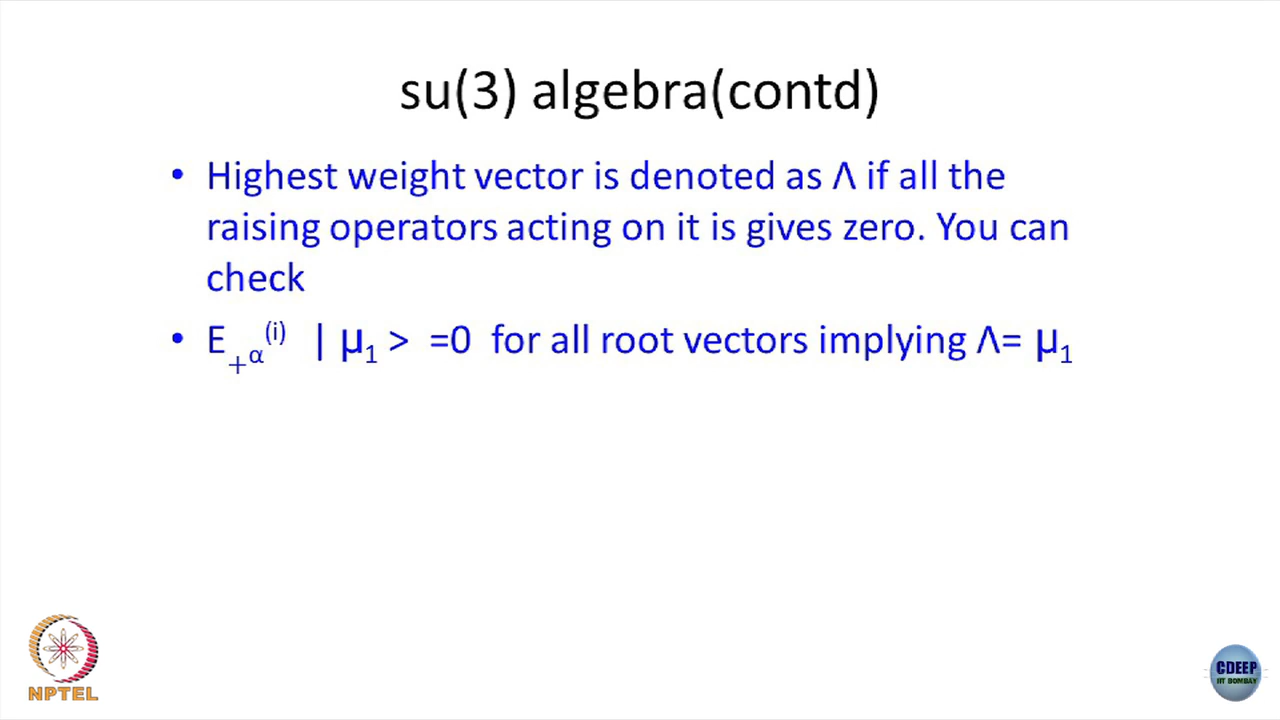 su(3) algebra(contd)
• Highest weight vector is denoted as Λ if all the
raising operators acting on it is gives zero. You can
check
• E₊α⁽ⁱ⁾ | μ₁ > =0 for all root vectors implying Λ= μ₁
NPTEL
CDEEP
IIT BOMBAY